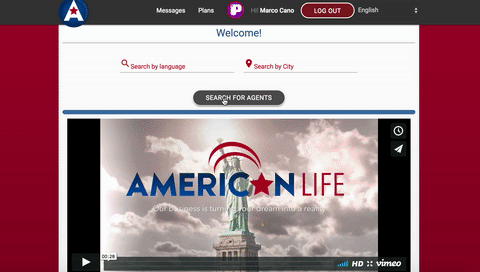 A
Messages Plans P Hi! Marco Cano LOG OUT English
Welcome!
Search by language Search by City
SEARCH FOR AGENTS
AMERICAN LIFE
Our business is turning your dream into a reality
00:28
HD vimeo